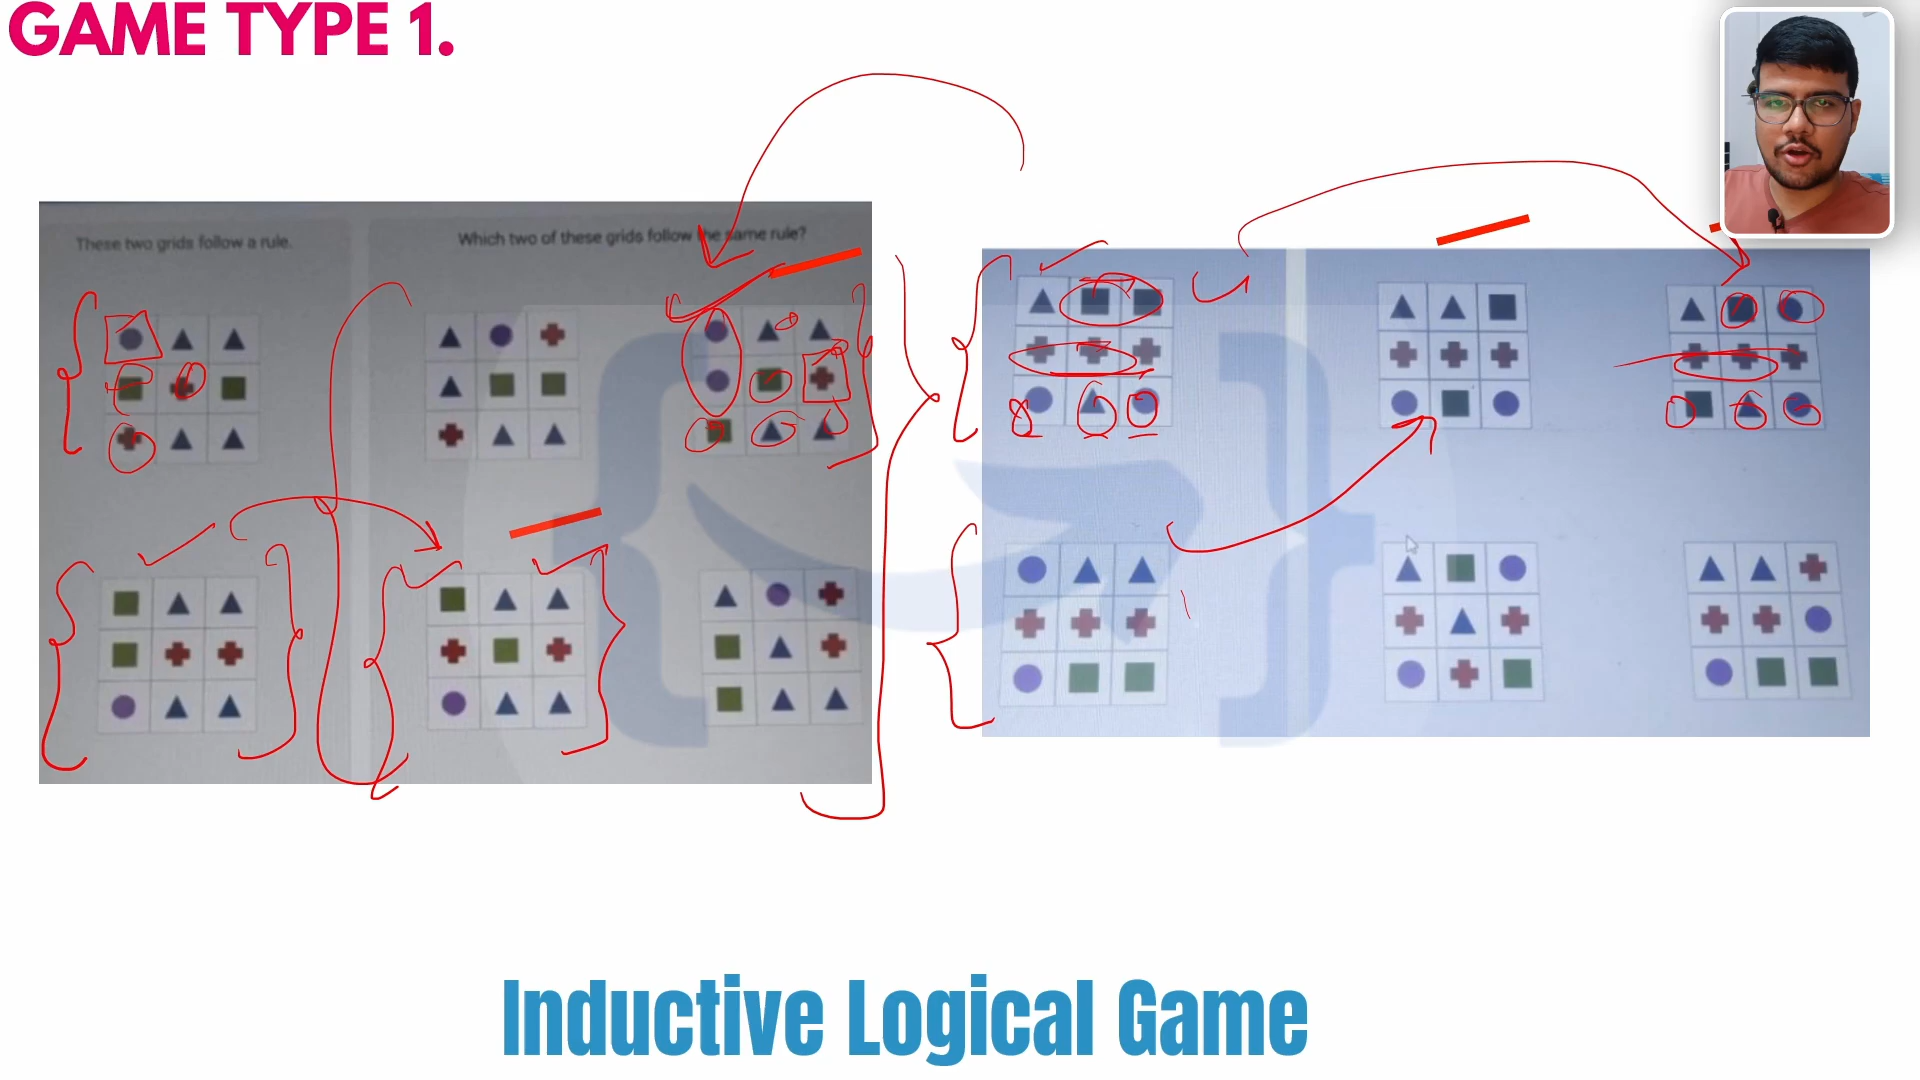 GAME TYPE 1.
These two grids follow a rule.
Which two of these grids follow the same rule?
Inductive Logical Game